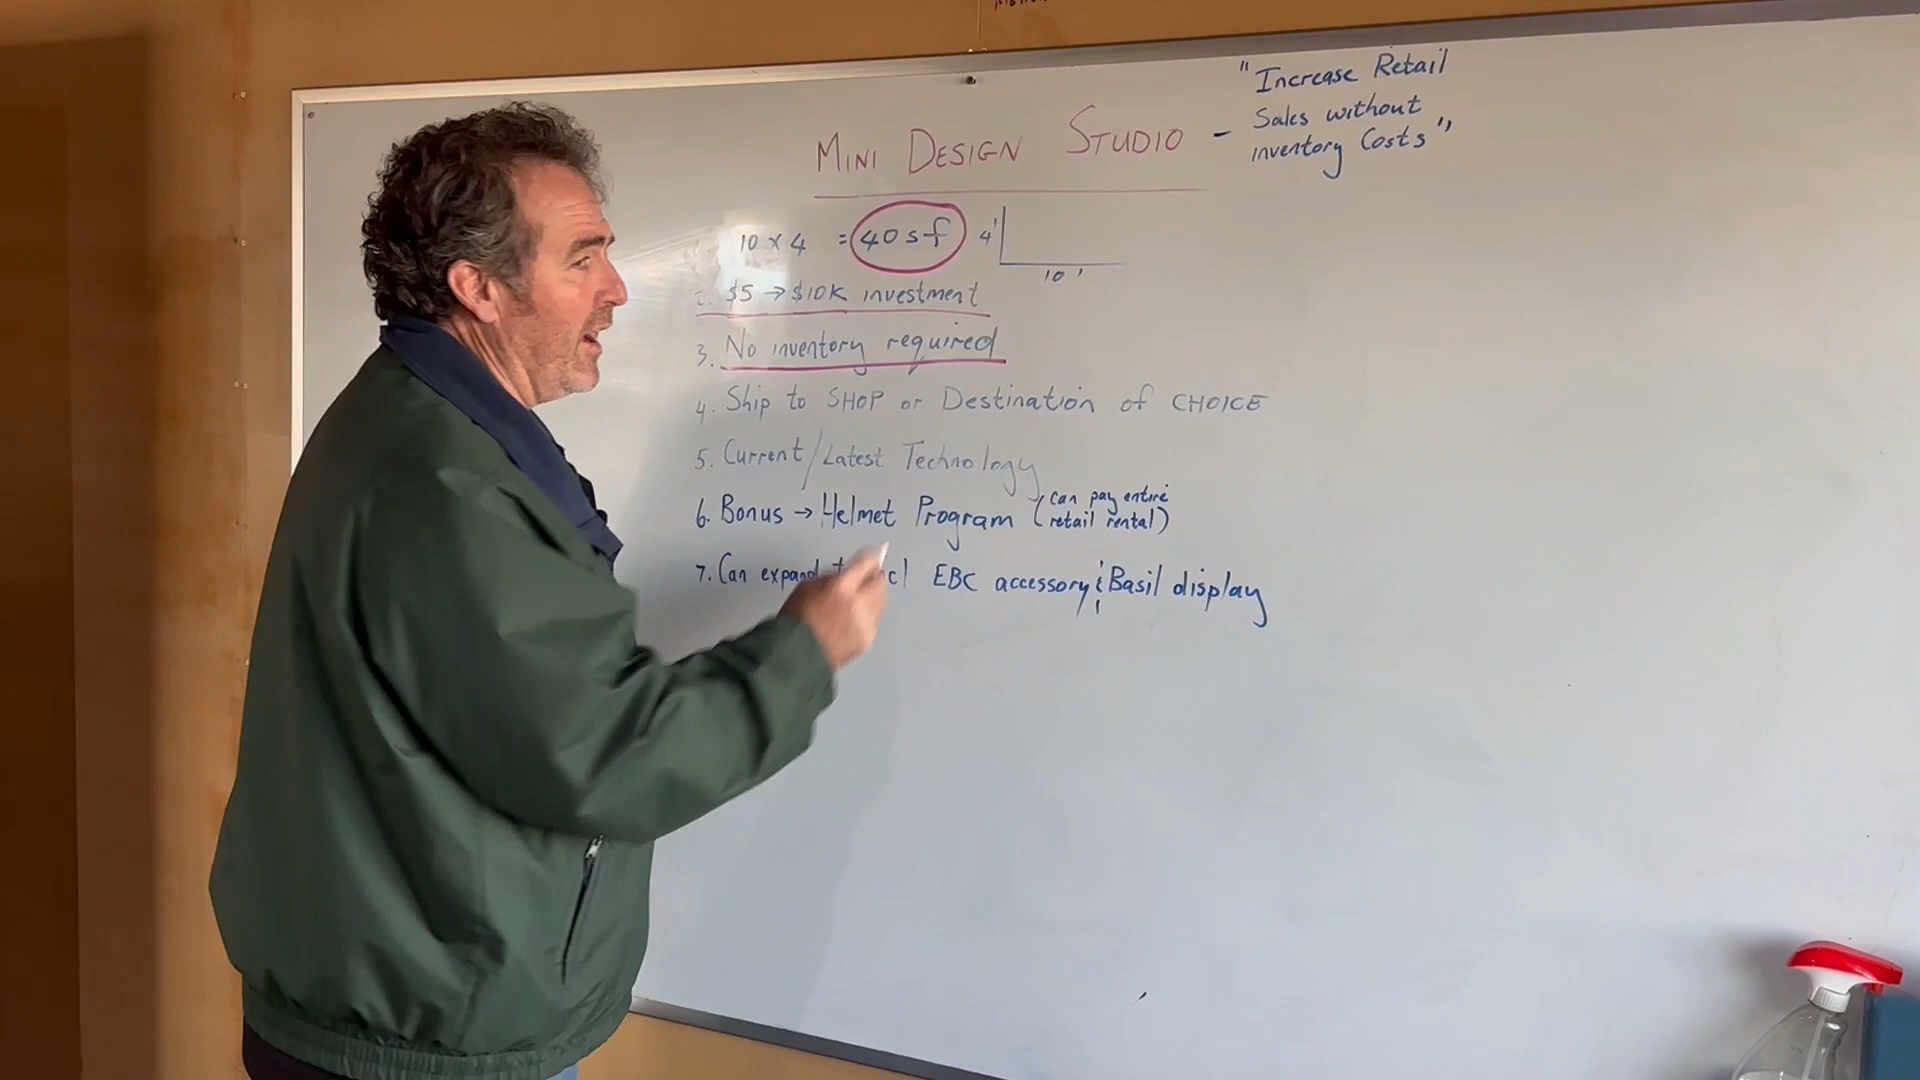 MINI DESIGN STUDIO -
"Increase Retail
Sales without
inventory Costs"
10 x 4 = 40 sf 4'
10'
2. $5 → $10K investment
3. No inventory required
4. Ship to SHOP or Destination of CHOICE
5. Current/Latest Technology
6. Bonus → Helmet Program (can pay entire
retail rental)
7. Can expand EBC accessory & Basil display